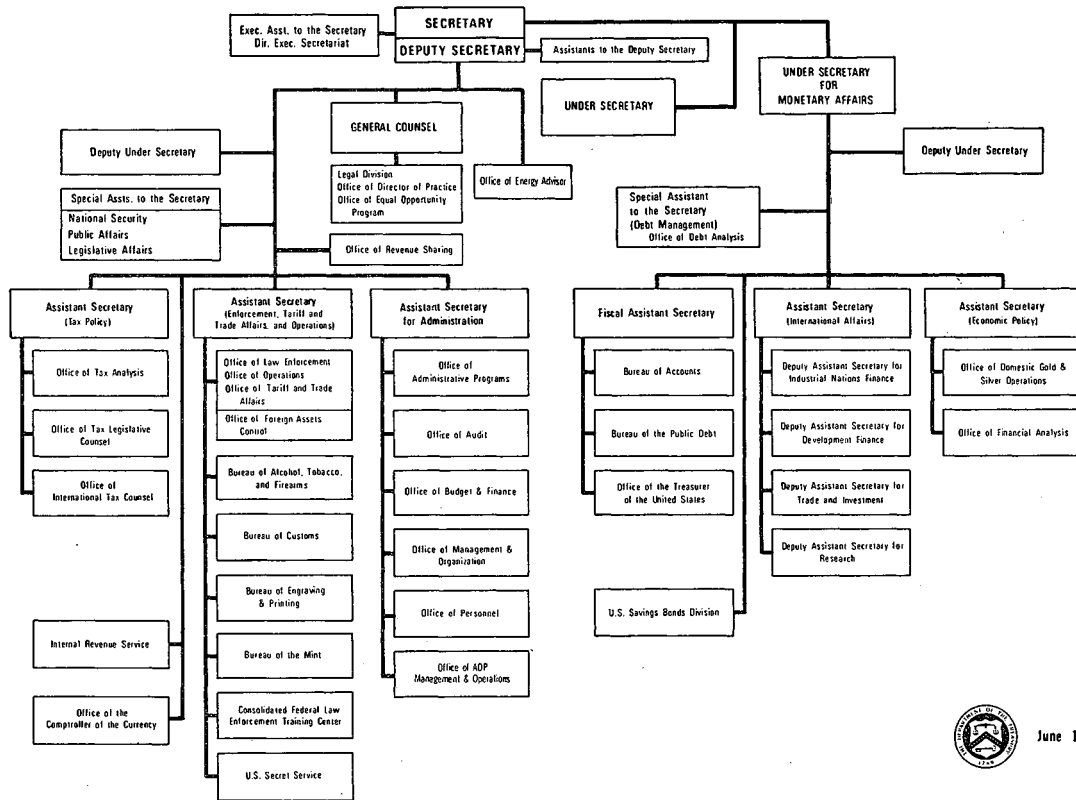 SECRETARY
Exec. Asst. to the Secretary
Dir. Exec. Secretariat
DEPUTY SECRETARY
Assistants to the Deputy Secretary
UNDER SECRETARY
FOR
MONETARY AFFAIRS
UNDER SECRETARY
GENERAL COUNSEL
Deputy Under Secretary
Deputy Under Secretary
Legal Division
Office of Director of Practice
Office of Equal Opportunity
Program
Office of Energy Advisor
Special Assts. to the Secretary
National Security
Public Affairs
Legislative Affairs
Special Assistant
to the Secretary
(Debt Management)
Office of Debt Analysis
Office of Revenue Sharing
Assistant Secretary
(Tax Policy)
Assistant Secretary
(Enforcement, Tariff and
Trade Affairs, and Operations)
Assistant Secretary
for Administration
Fiscal Assistant Secretary
Assistant Secretary
(International Affairs)
Assistant Secretary
(Economic Policy)
Office of Tax Analysis
Office of Tax Legislative
Counsel
Office of
International Tax Counsel
Internal Revenue Service
Office of the
Comptroller of the Currency
Office of Law Enforcement
Office of Operations
Office of Tariff and Trade
Affairs
Office of Foreign Assets
Control
Bureau of Alcohol, Tobacco,
and Firearms
Bureau of Customs
Bureau of Engraving
& Printing
Bureau of the Mint
Consolidated Federal Law
Enforcement Training Center
U.S. Secret Service
Office of
Administrative Programs
Office of Audit
Office of Budget & Finance
Office of Management &
Organization
Office of Personnel
Office of ADP
Management & Operations
Bureau of Accounts
Bureau of the Public Debt
Office of the Treasurer
of the United States
U.S. Savings Bonds Division
Deputy Assistant Secretary for
Industrial Nations Finance
Deputy Assistant Secretary for
Development Finance
Deputy Assistant Secretary for
Trade and Investment
Deputy Assistant Secretary for
Research
Office of Domestic Gold &
Silver Operations
Office of Financial Analysis
THE DEPARTMENT OF THE TREASURY
1789
June 1